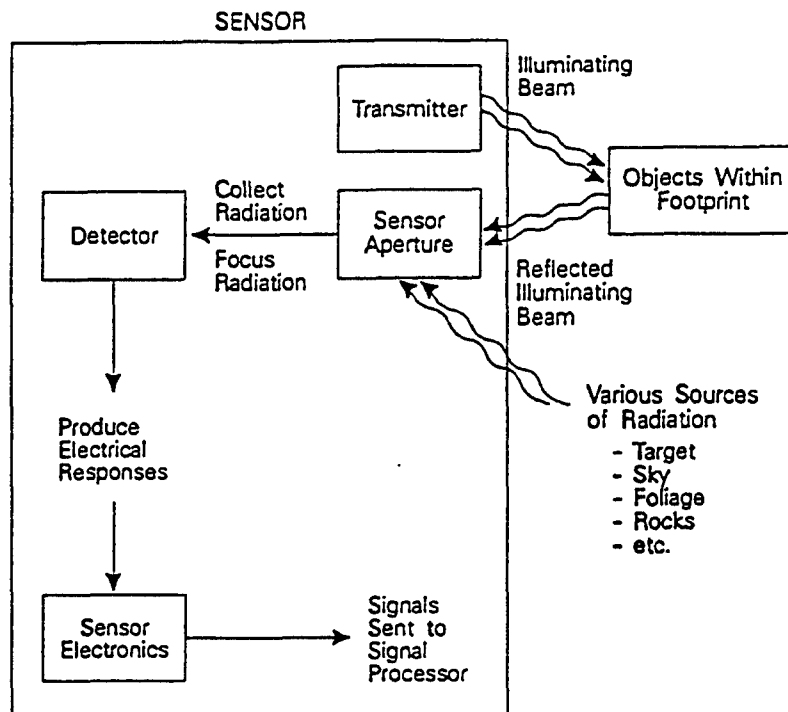 SENSOR
Illuminating
Beam
Transmitter
Objects Within
Footprint
Collect
Radiation
Sensor
Aperture
Detector
Focus
Radiation
Reflected
Illuminating
Beam
Various Sources
of Radiation
- Target
- Sky
- Foliage
- Rocks
- etc.
Produce
Electrical
Responses
Sensor
Electronics
Signals
Sent to
Signal
Processor